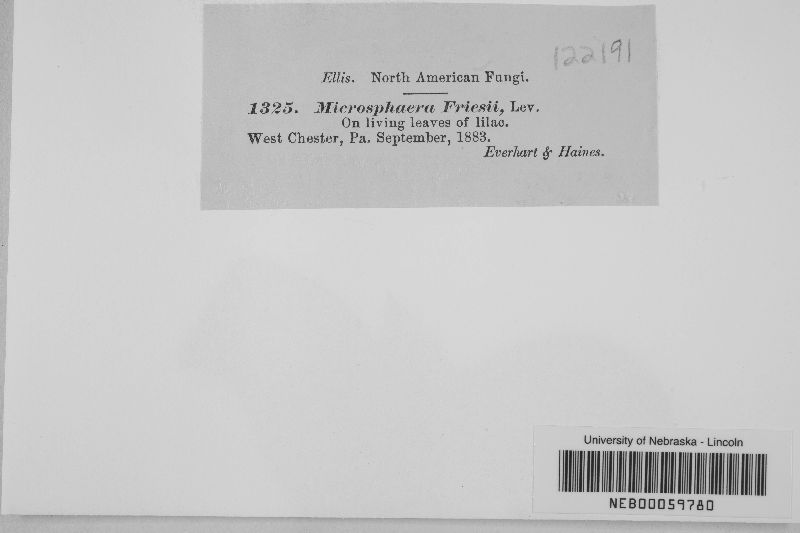 122191
Ellis. North American Fungi.
1325. Microsphaera Friesii, Lev.
On living leaves of lilac.
West Chester, Pa. September, 1883.
Everhart & Haines.
University of Nebraska - Lincoln
NEB00059780